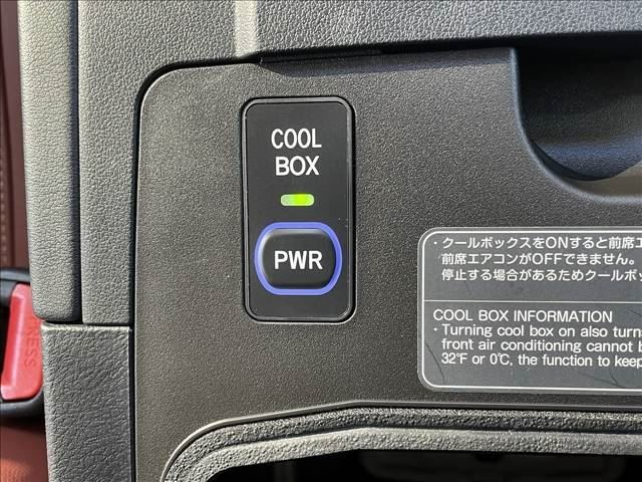 COOL
BOX
PWR
・クールボックスをONすると前席エ
前席エアコンがOFFできません。
停止する場合があるためクールボッ
COOL BOX INFORMATION
・Turning cool box on also turn
front air conditioning cannot
32°F or 0°C, the function to keep
PRESS